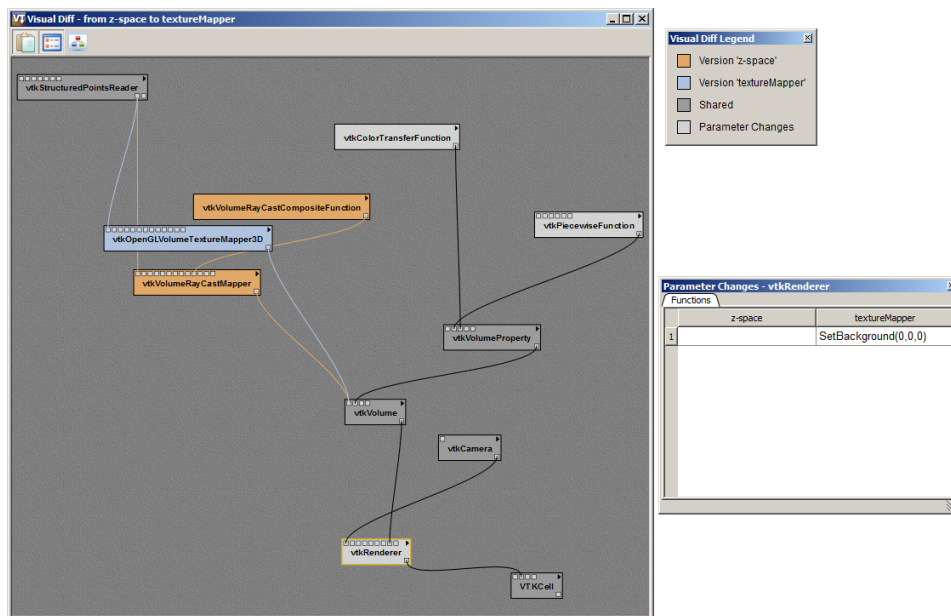 VT Visual Diff - from z-space to textureMapper
vtkStructuredPointsReader
vtkColorTransferFunction
vtkVolumeRayCastCompositeFunction
vtkPiecewiseFunction
vtkOpenGLVolumeTextureMapper3D
vtkVolumeRayCastMapper
vtkVolumeProperty
vtkVolume
vtkCamera
vtkRenderer
VTKCell
Visual Diff Legend
Version 'z-space'
Version 'textureMapper'
Shared
Parameter Changes
Parameter Changes - vtkRenderer
Functions
z-space textureMapper
1 SetBackground(0,0,0)